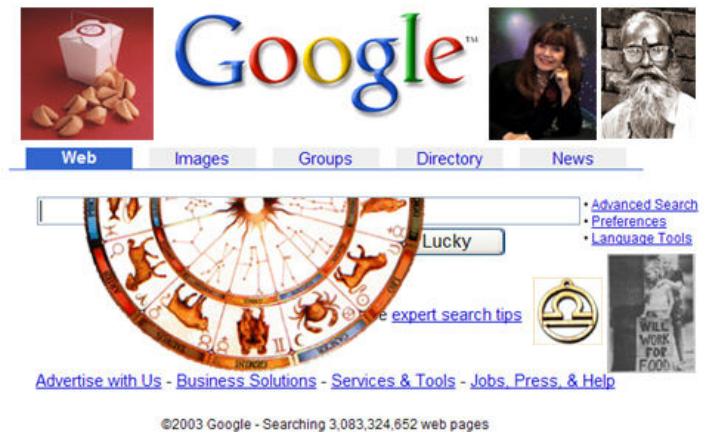 Google™
Web Images Groups Directory News
Advanced Search
Preferences
Language Tools
Lucky
expert search tips
WILL
WORK
FOR
FOOD
Advertise with Us - Business Solutions - Services & Tools - Jobs, Press, & Help
©2003 Google - Searching 3,083,324,652 web pages